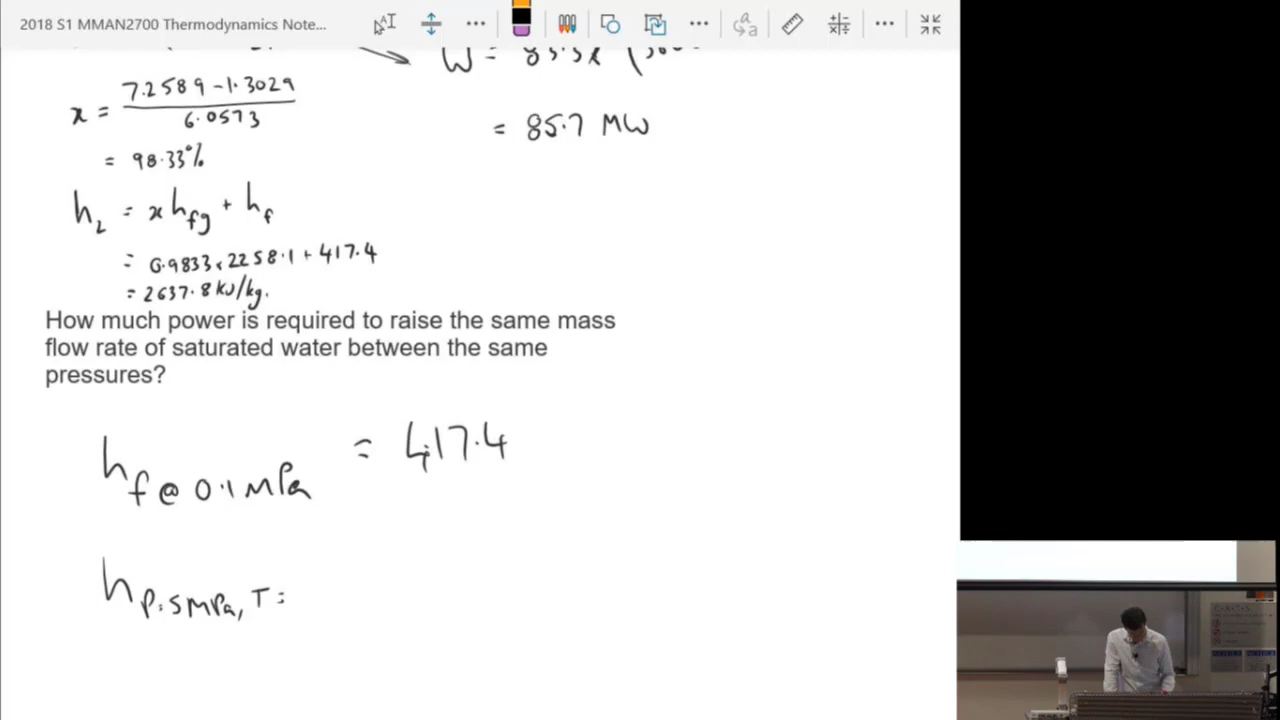 2018 S1 MMAN2700 Thermodynamics Note...
x = 7.2589 - 1.3029
6.0573
= 98.33%
h2 = x hfg + hf
= 0.9833 x 2258.1 + 417.4
= 2637.8 kJ/kg.
= 85.7 MW
How much power is required to raise the same mass
flow rate of saturated water between the same
pressures?
hf@ 0.1 MPa = 417.4
hP=5MPa, T=